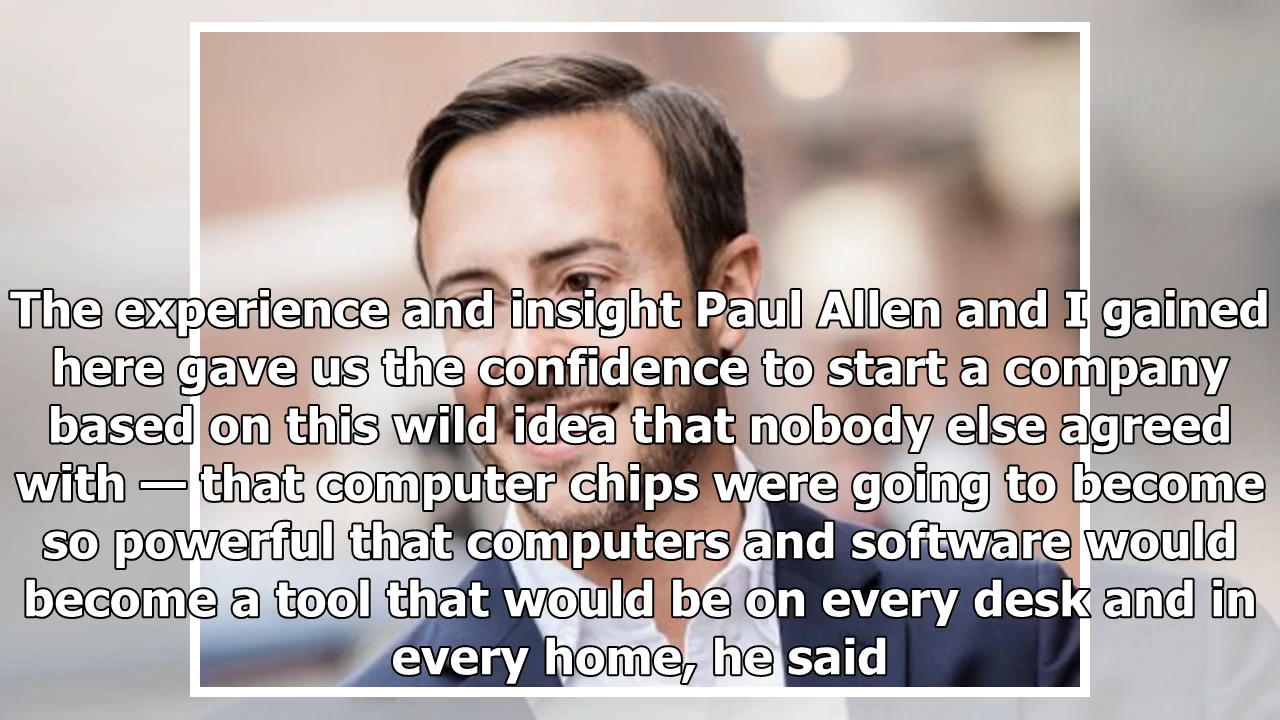 The experience and insight Paul Allen and I gained
here gave us the confidence to start a company
based on this wild idea that nobody else agreed
with — that computer chips were going to become
so powerful that computers and software would
become a tool that would be on every desk and in
every home, he said